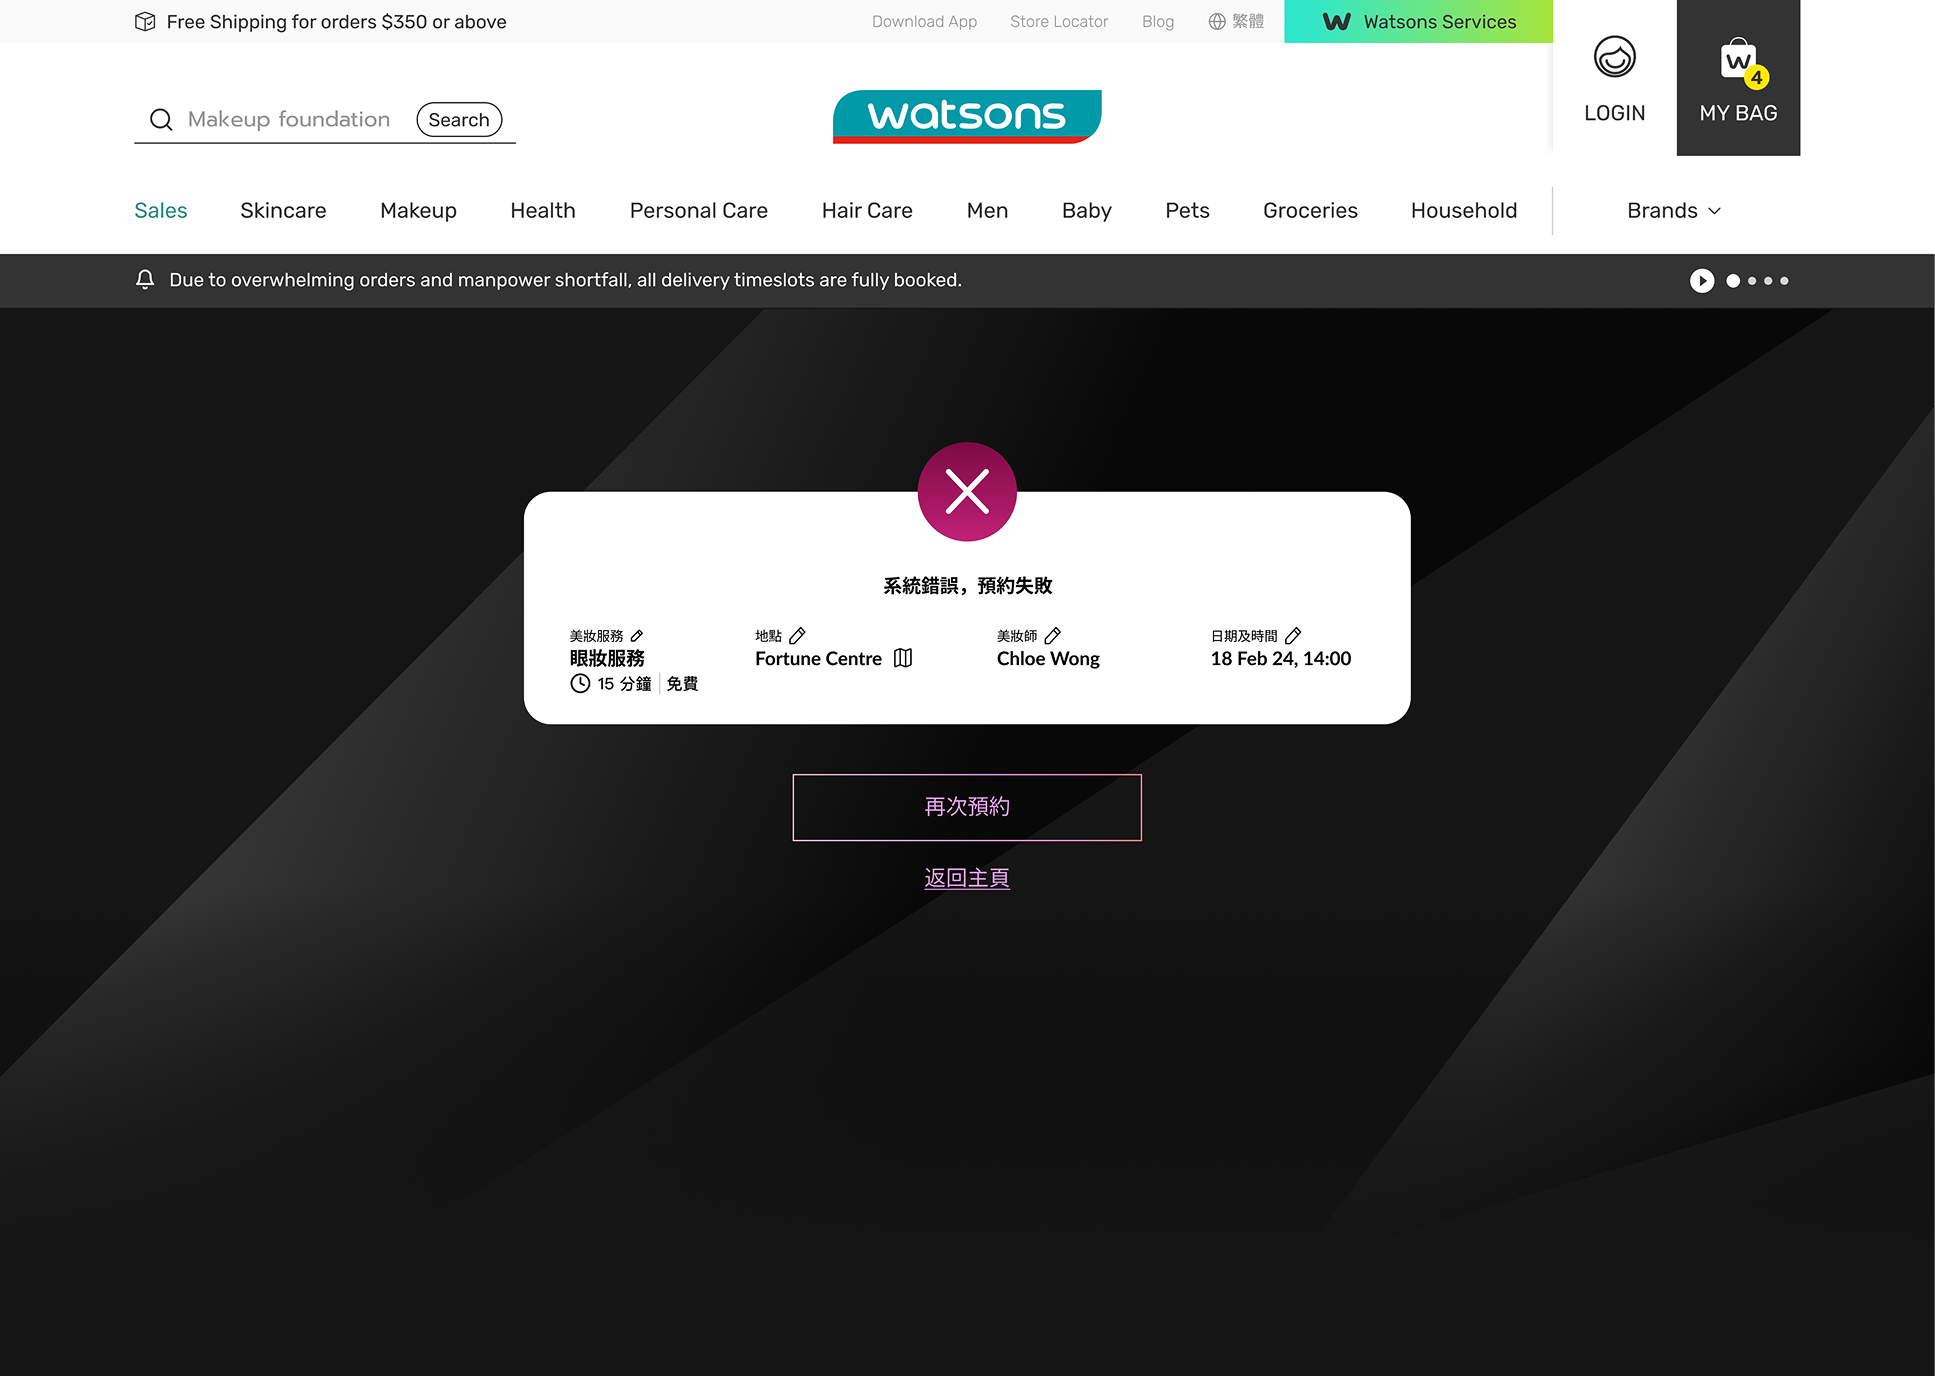 Free Shipping for orders $350 or above
Download App
Store Locator
Blog
繁體
W Watsons Services
Makeup foundation
Search
watsons
LOGIN
W
4
MY BAG
Sales
Skincare
Makeup
Health
Personal Care
Hair Care
Men
Baby
Pets
Groceries
Household
Brands
Due to overwhelming orders and manpower shortfall, all delivery timeslots are fully booked.
系統錯誤，預約失敗
美妝服務
眼妝服務
15 分鐘
免費
地點
Fortune Centre
美妝師
Chloe Wong
日期及時間
18 Feb 24, 14:00
再次預約
返回主頁